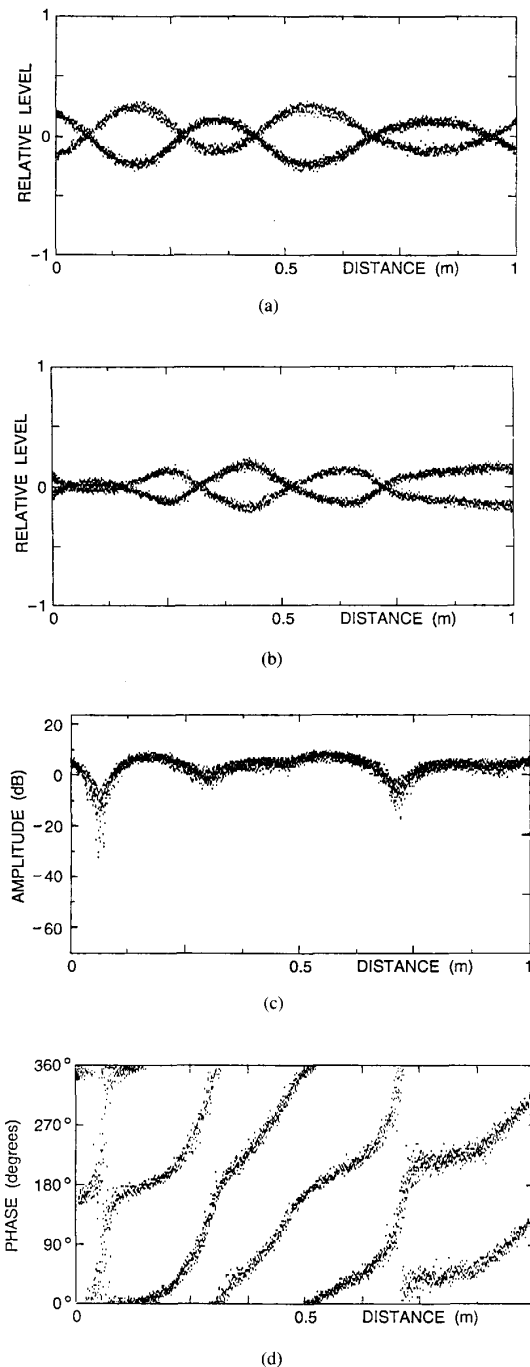 1
RELATIVE LEVEL
0
-1
0
0.5
DISTANCE (m)
1
(a)
1
RELATIVE LEVEL
0
-1
0
0.5
DISTANCE (m)
1
(b)
20
0
AMPLITUDE (dB)
-20
-40
-60
0
0.5
DISTANCE (m)
1
(c)
360°
270°
PHASE (degrees)
180°
90°
0°
0
0.5
DISTANCE (m)
1
(d)